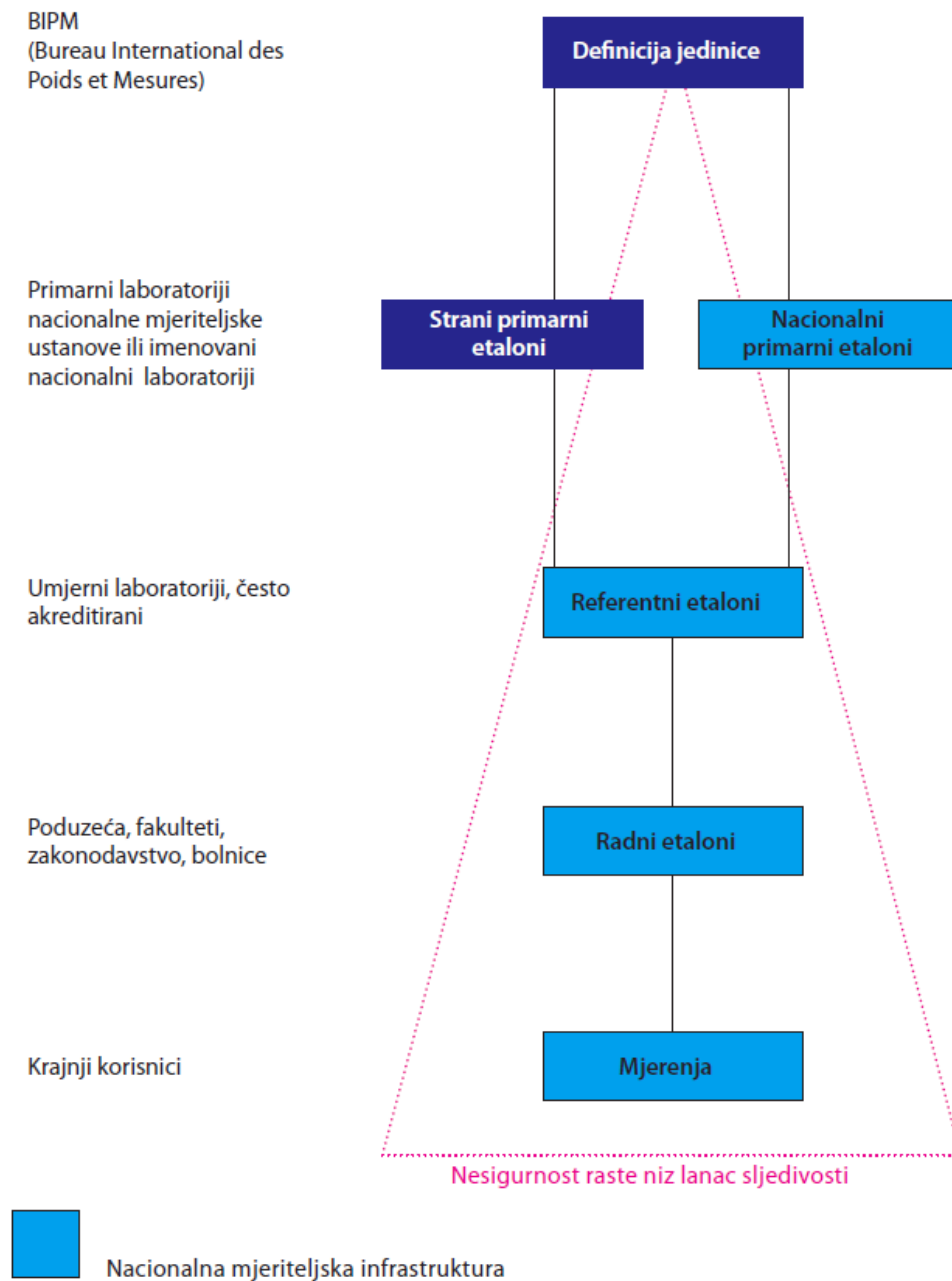 BIPM
(Bureau International des
Poids et Mesures)
Definicija jedinice
Primarni laboratoriji
nacionalne mjeriteljske
ustanove ili imenovani
nacionalni laboratoriji
Strani primarni
etaloni
Nacionalni
primarni etaloni
Umjerni laboratoriji, često
akreditirani
Referentni etaloni
Poduzeća, fakulteti,
zakonodavstvo, bolnice
Radni etaloni
Krajnji korisnici
Mjerenja
Nesigurnost raste niz lanac sljedivosti
Nacionalna mjeriteljska infrastruktura